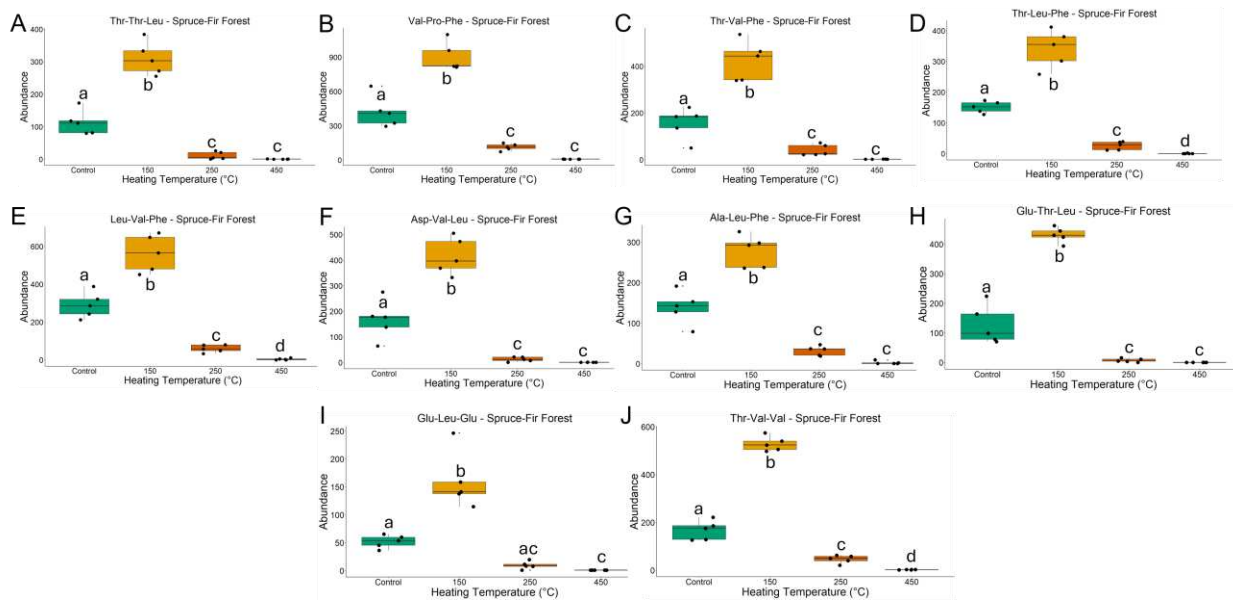 A
Thr-Thr-Leu - Spruce-Fir Forest
Abundance
400
300
200
100
0
a
b
c
c
Control
150
250
450
Heating Temperature (°C)
B
Val-Pro-Phe - Spruce-Fir Forest
Abundance
900
600
300
0
a
b
c
c
Control
150
250
450
Heating Temperature (°C)
C
Thr-Val-Phe - Spruce-Fir Forest
Abundance
400
200
0
a
b
c
c
Control
150
250
450
Heating Temperature (°C)
D
Thr-Leu-Phe - Spruce-Fir Forest
Abundance
400
300
200
100
0
a
b
c
d
Control
150
250
450
Heating Temperature (°C)
E
Leu-Val-Phe - Spruce-Fir Forest
Abundance
600
400
200
0
a
b
c
d
Control
150
250
450
Heating Temperature (°C)
F
Asp-Val-Leu - Spruce-Fir Forest
Abundance
500
400
300
200
100
0
a
b
c
c
Control
150
250
450
Heating Temperature (°C)
G
Ala-Leu-Phe - Spruce-Fir Forest
Abundance
300
200
100
0
a
b
c
c
Control
150
250
450
Heating Temperature (°C)
H
Glu-Thr-Leu - Spruce-Fir Forest
Abundance
400
300
200
100
0
a
b
c
c
Control
150
250
450
Heating Temperature (°C)
I
Glu-Leu-Glu - Spruce-Fir Forest
Abundance
250
200
150
100
50
0
a
b
ac
c
Control
150
250
450
Heating Temperature (°C)
J
Thr-Val-Val - Spruce-Fir Forest
Abundance
600
400
200
0
a
b
c
d
Control
150
250
450
Heating Temperature (°C)